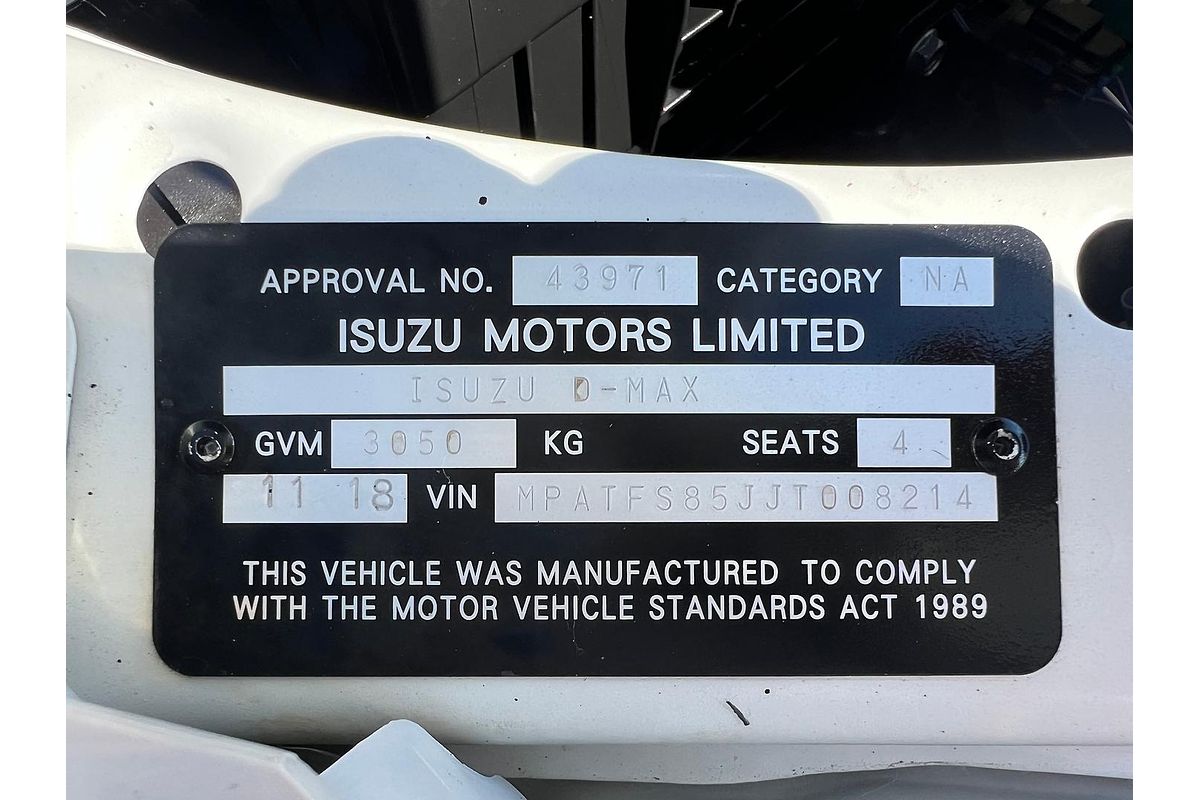 APPROVAL NO. 43971 CATEGORY NA
ISUZU MOTORS LIMITED
ISUZU D-MAX
GVM 3050 KG SEATS 4
11 18 VIN MPATFS85JJT008214
THIS VEHICLE WAS MANUFACTURED TO COMPLY
WITH THE MOTOR VEHICLE STANDARDS ACT 1989